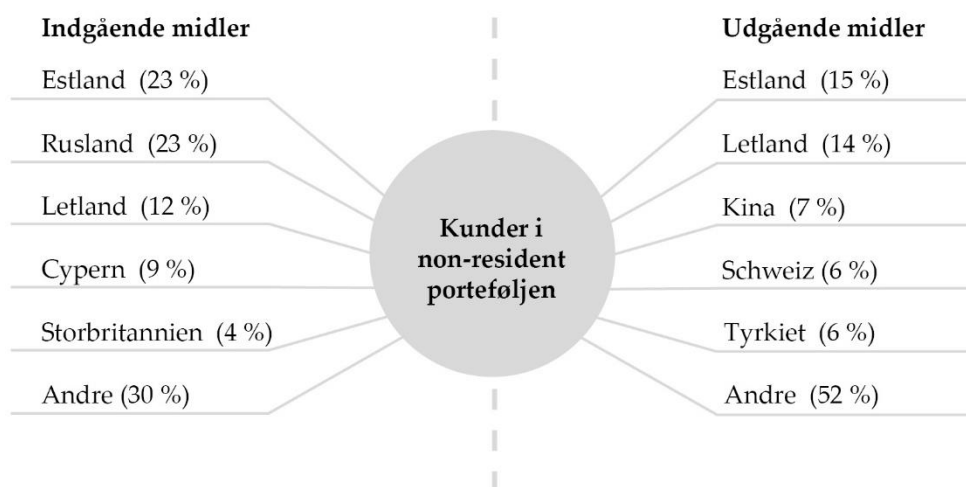 Indgående midler
Estland (23 %)
Rusland (23 %)
Letland (12 %)
Cypern (9 %)
Storbritannien (4 %)
Andre (30 %)
Kunder i
non-resident
porteføljen
Udgående midler
Estland (15 %)
Letland (14 %)
Kina (7 %)
Schweiz (6 %)
Tyrkiet (6 %)
Andre (52 %)